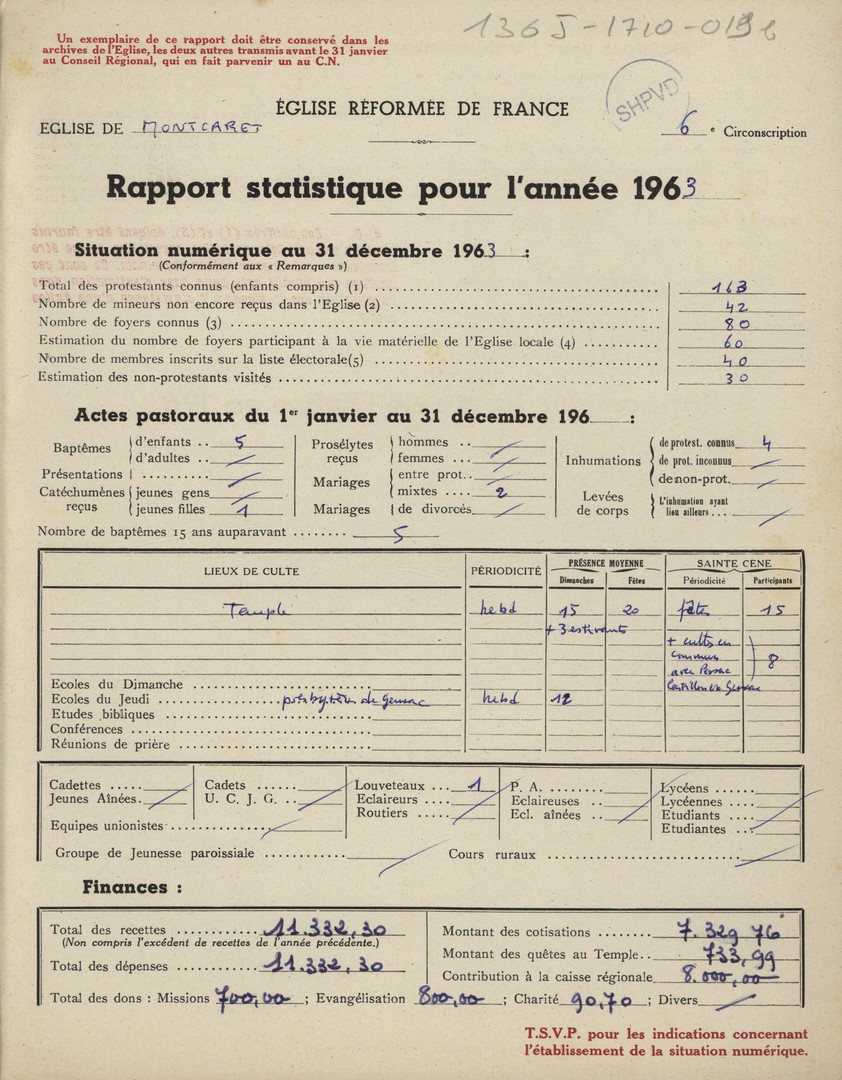 136 J-1710-019b
Un exemplaire de ce rapport doit être conservé dans les
archives de l'Eglise, les deux autres transmis avant le 31 janvier
au Conseil Régional, qui en fait parvenir un au C.N.
SHPVD
ÉGLISE RÉFORMÉE DE FRANCE
EGLISE DE MONTCARET
6e Circonscription
Rapport statistique pour l'année 1963
Situation numérique au 31 décembre 1963 :
(Conformément aux « Remarques »)
Total des protestants connus (enfants compris) (1) 163
Nombre de mineurs non encore reçus dans l'Eglise (2) 42
Nombre de foyers connus (3) 80
Estimation du nombre de foyers participant à la vie matérielle de l'Eglise locale (4) 60
Nombre de membres inscrits sur la liste électorale (5) 40
Estimation des non-protestants visités 30
Actes pastoraux du 1er janvier au 31 décembre 196 :
Baptêmes d'enfants .. 5
d'adultes ..
Présentations
Catéchumènes reçus jeunes gens
jeunes filles 1
Prosélytes reçus hommes ..
femmes ..
Mariages entre prot..
mixtes .... 2
Mariages de divorcés
Inhumations de protest. connus 4
de prot. inconnus
de non-prot.
Levées de corps L'inhumation ayant
lieu ailleurs ...
Nombre de baptêmes 15 ans auparavant ........ 5
LIEUX DE CULTE PÉRIODICITÉ PRÉSENCE MOYENNE SAINTE CENE
Dimanches Fêtes Périodicité Participants
Temple hebd 15 20 fêtes 15
+ 3 estivants
+ cultes en
commun
avec Pessac 8
Castillon et Gensac
Ecoles du Dimanche
Ecoles du Jeudi presbytère de Gensac hebd 12
Etudes bibliques
Conférences
Réunions de prière
Cadettes
Jeunes Aînées.
Cadets ......
U. C. J. G. ..
Louveteaux ... 1
Eclaireurs ....
Routiers ....
P. A. ........
Eclaireuses ..
Ecl. aînées ..
Lycéens ......
Lycéennes ....
Etudiants ....
Etudiantes ..
Equipes unionistes
Groupe de Jeunesse paroissiale
Cours ruraux
Finances :
Total des recettes 11.332,30
(Non compris l'excédent de recettes de l'année précédente.)
Total des dépenses 11.332,30
Montant des cotisations 7.329 76
Montant des quêtes au Temple.. 733,99
Contribution à la caisse régionale 8.000,00
Total des dons : Missions 700,00 ; Evangélisation 800,00 ; Charité 90,70 ; Divers
T.S.V.P. pour les indications concernant
l'établissement de la situation numérique.